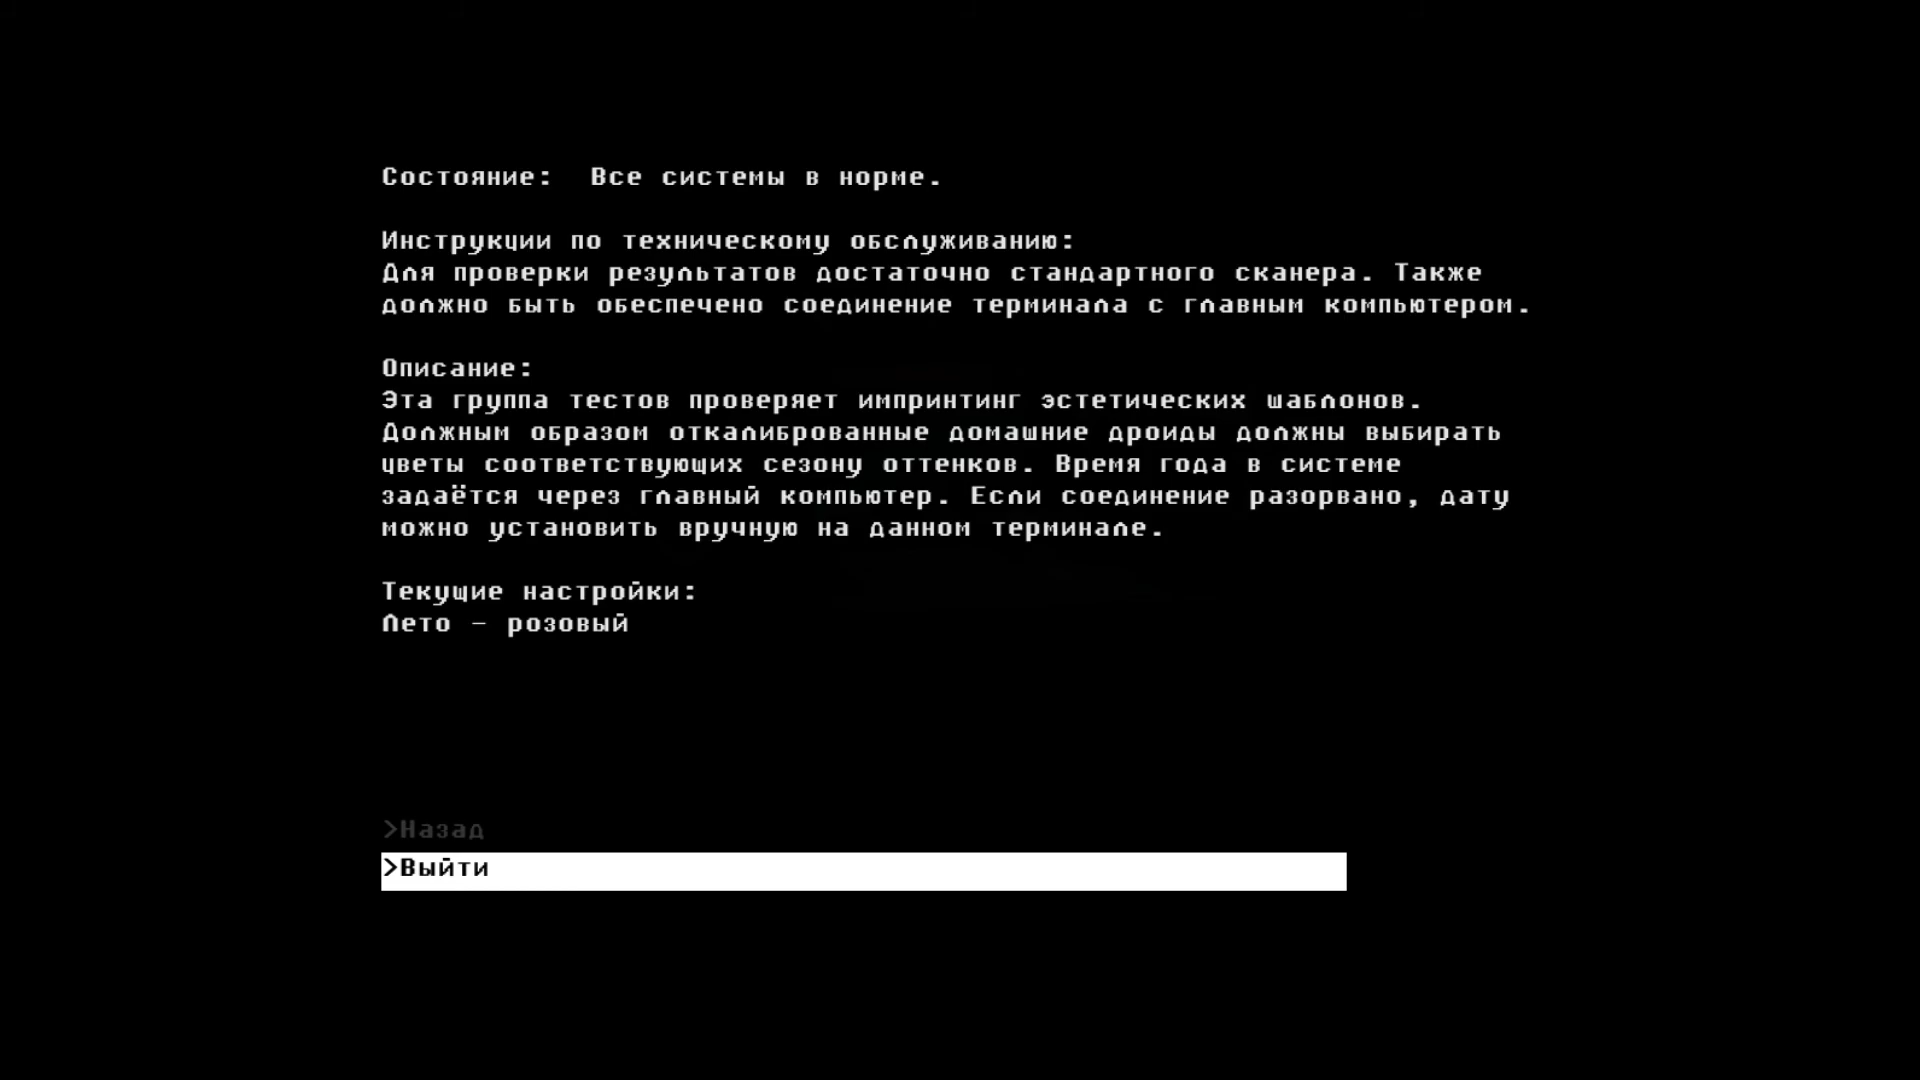 Состояние:  Все системы в норме.
Инструкции по техническому обслуживанию:
Для проверки результатов достаточно стандартного сканера. Также
должно быть обеспечено соединение терминала с главным компьютером.
Описание:
Эта группа тестов проверяет импринтинг эстетических шаблонов.
Должным образом откалиброванные домашние дроиды должны выбирать
цветы соответствующих сезону оттенков. Время года в системе
задаётся через главный компьютер. Если соединение разорвано, дату
можно установить вручную на данном терминале.
Текущие настройки:
Лето – розовый
>Назад
>Выйти